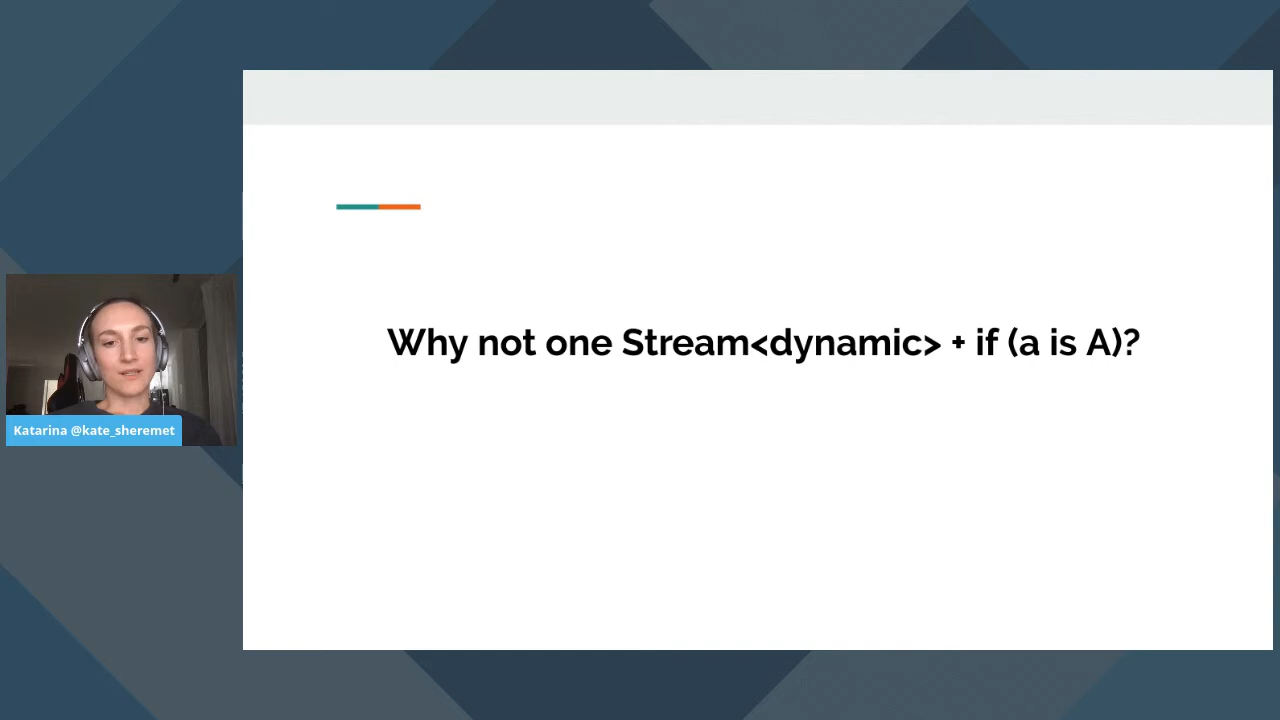 Why not one Stream<dynamic> + if (a is A)?
Katarina @kate_sheremet